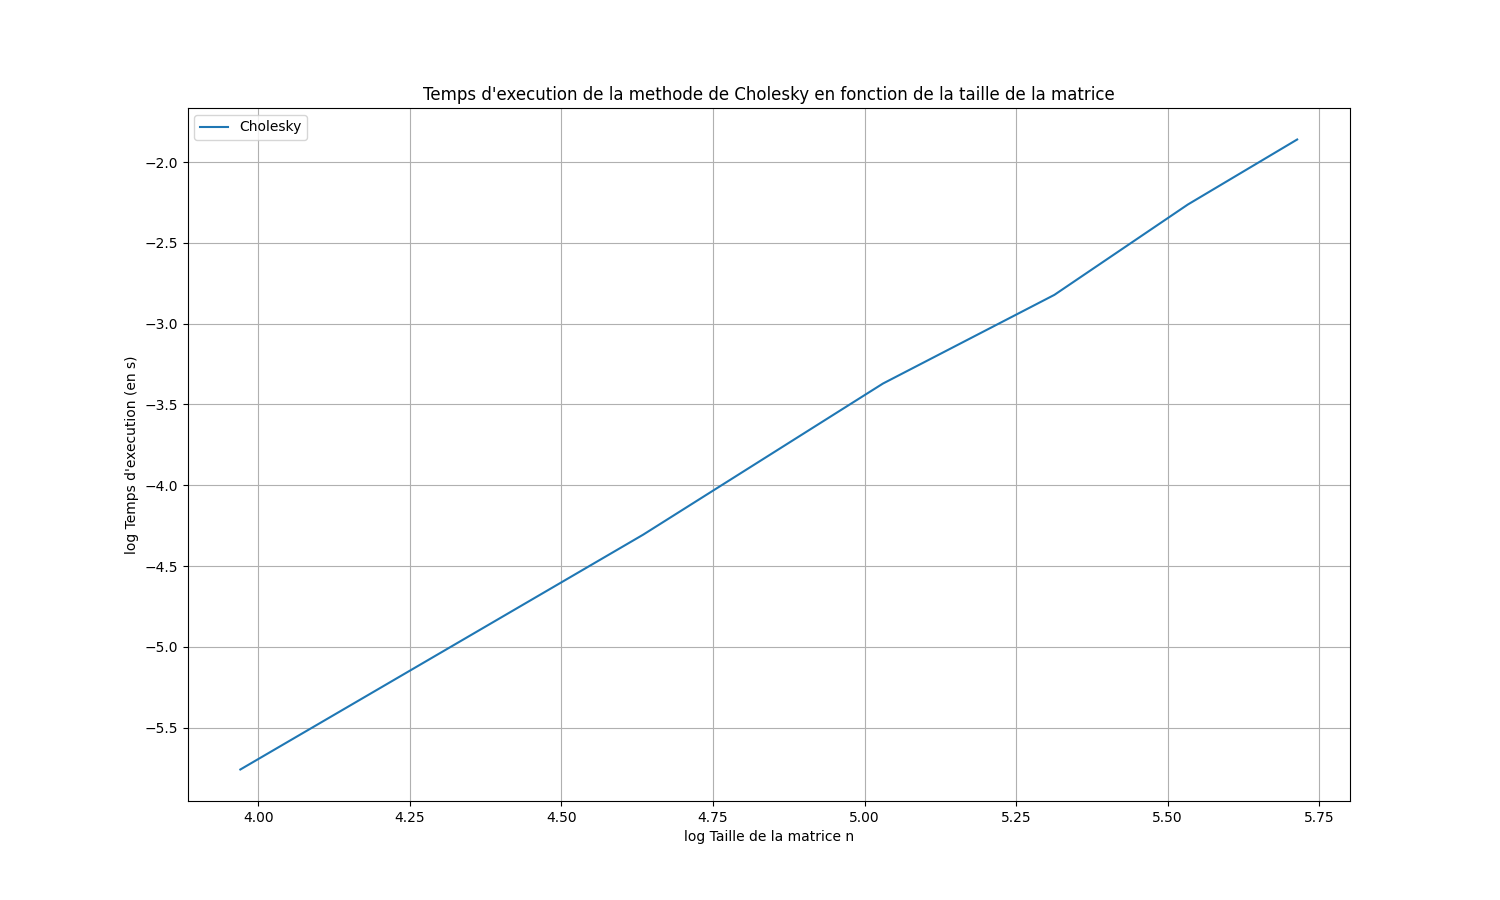 Temps d'execution de la methode de Cholesky en fonction de la taille de la matrice
Cholesky
−2.0
−2.5
−3.0
−3.5
−4.0
−4.5
−5.0
−5.5
log Temps d'execution (en s)
4.00 4.25 4.50 4.75 5.00 5.25 5.50 5.75
log Taille de la matrice n